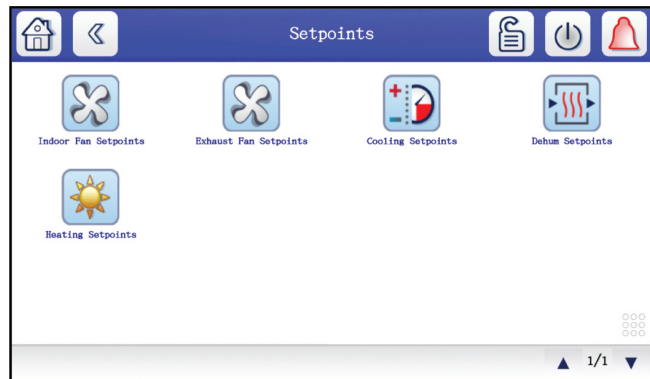 Setpoints
Indoor Fan Setpoints
Exhaust Fan Setpoints
Cooling Setpoints
Dehum Setpoints
Heating Setpoints
1/1